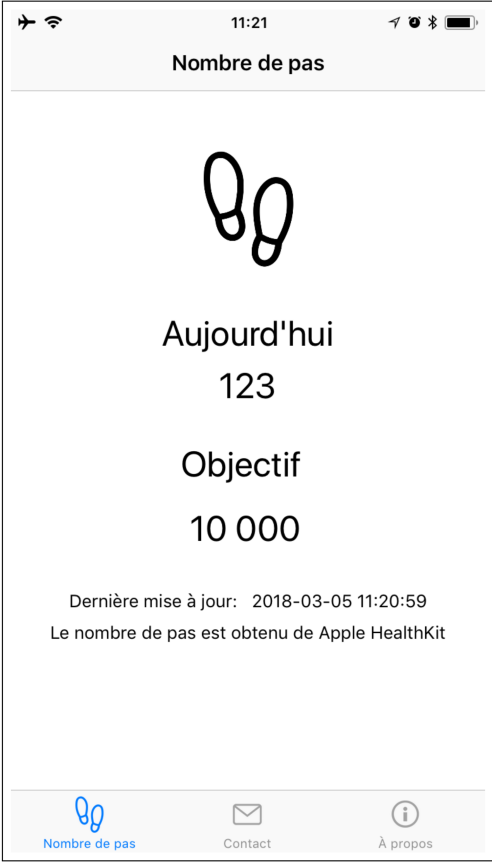 11:21
Nombre de pas
Aujourd'hui
123
Objectif
10 000
Dernière mise à jour: 2018-03-05 11:20:59
Le nombre de pas est obtenu de Apple HealthKit
Nombre de pas Contact À propos